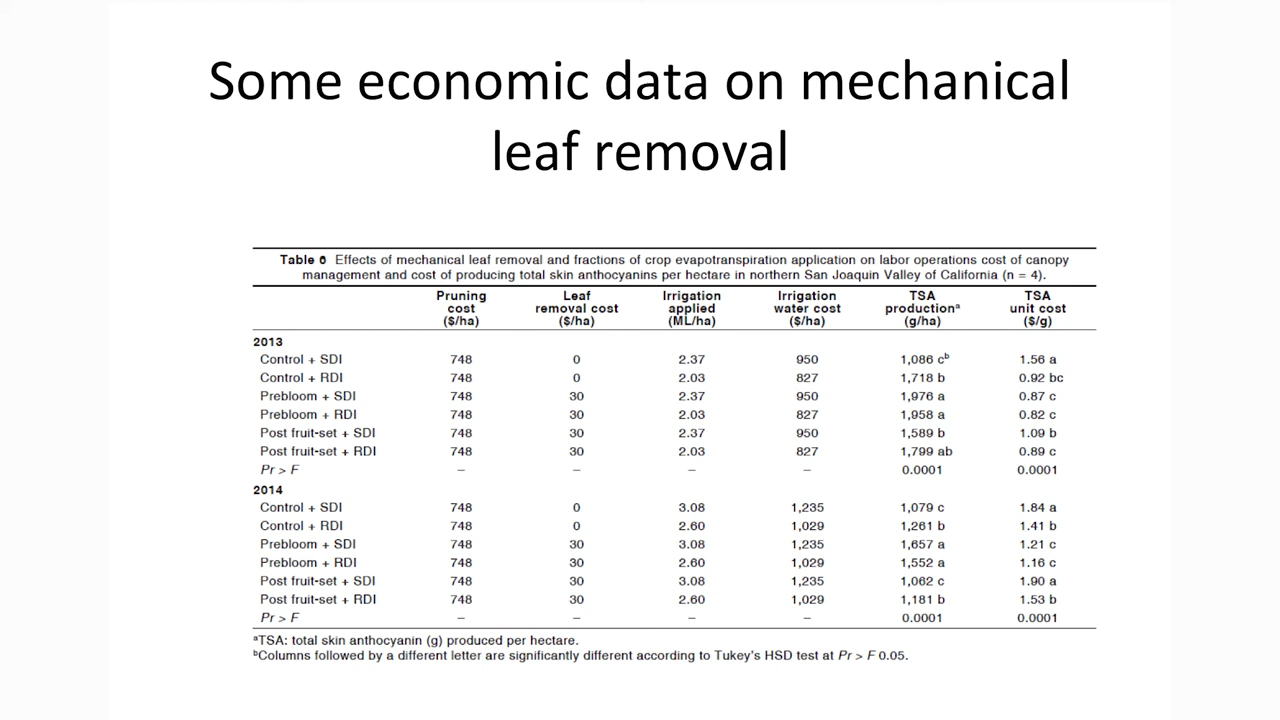 Some economic data on mechanical
leaf removal
Table 6 Effects of mechanical leaf removal and fractions of crop evapotranspiration application on labor operations cost of canopy
management and cost of producing total skin anthocyanins per hectare in northern San Joaquin Valley of California (n = 4).
Pruning cost ($/ha) Leaf removal cost ($/ha) Irrigation applied (ML/ha) Irrigation water cost ($/ha) TSA productionᵃ (g/ha) TSA unit cost ($/g)
2013
Control + SDI 748 0 2.37 950 1,086 cᵇ 1.56 a
Control + RDI 748 0 2.03 827 1,718 b 0.92 bc
Prebloom + SDI 748 30 2.37 950 1,976 a 0.87 c
Prebloom + RDI 748 30 2.03 827 1,958 a 0.82 c
Post fruit-set + SDI 748 30 2.37 950 1,589 b 1.09 b
Post fruit-set + RDI 748 30 2.03 827 1,799 ab 0.89 c
Pr > F – – – – 0.0001 0.0001
2014
Control + SDI 748 0 3.08 1,235 1,079 c 1.84 a
Control + RDI 748 0 2.60 1,029 1,261 b 1.41 b
Prebloom + SDI 748 30 3.08 1,235 1,657 a 1.21 c
Prebloom + RDI 748 30 2.60 1,029 1,552 a 1.16 c
Post fruit-set + SDI 748 30 3.08 1,235 1,062 c 1.90 a
Post fruit-set + RDI 748 30 2.60 1,029 1,181 b 1.53 b
Pr > F – – – – 0.0001 0.0001
ᵃTSA: total skin anthocyanin (g) produced per hectare.
ᵇColumns followed by a different letter are significantly different according to Tukey's HSD test at Pr > F 0.05.